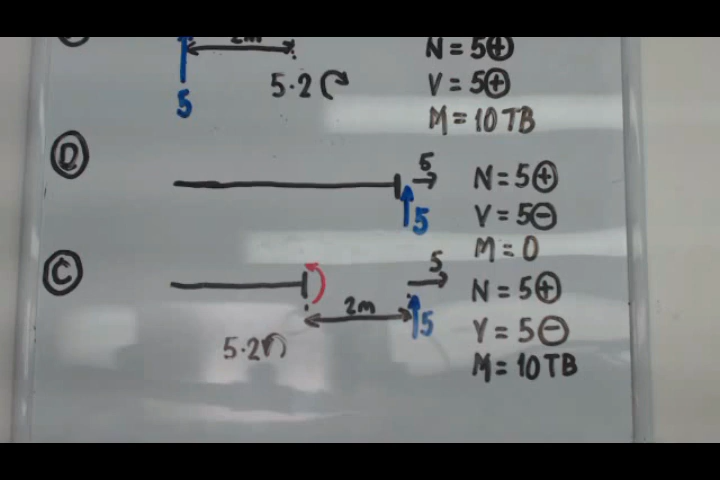 2m
N = 5⊕
5·2
V = 5⊕
5
M = 10 TB
D
5
N = 5⊕
5
V = 5⊖
M = 0
C
5
N = 5⊕
2m
5
V = 5⊖
5·2
M = 10 TB